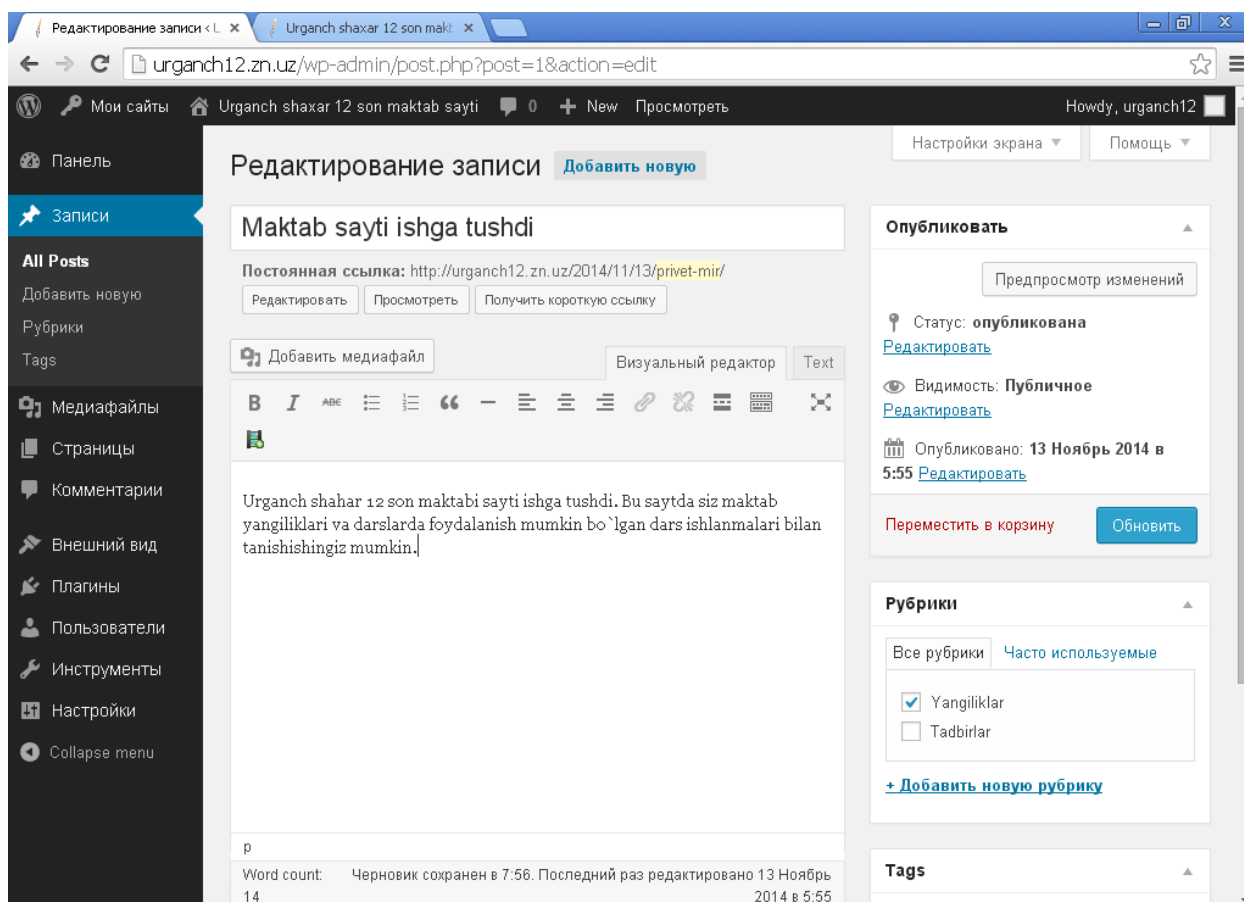 Редактирование записи < L
Urganch shaxar 12 son makt
urganch12.zn.uz/wp-admin/post.php?post=1&action=edit
Мои сайты Urganch shaxar 12 son maktab sayti 0 + New Просмотреть Howdy, urganch12
Настройки экрана Помощь
Панель
Записи
All Posts
Добавить новую
Рубрики
Tags
Медиафайлы
Страницы
Комментарии
Внешний вид
Плагины
Пользователи
Инструменты
Настройки
Collapse menu
Редактирование записи Добавить новую
Maktab sayti ishga tushdi
Постоянная ссылка: http://urganch12.zn.uz/2014/11/13/privet-mir/
Редактировать Просмотреть Получить короткую ссылку
Добавить медиафайл
Визуальный редактор Text
B I ABE
Urganch shahar 12 son maktabi sayti ishga tushdi. Bu saytda siz maktab
yangiliklari va darslarda foydalanish mumkin bo`lgan dars ishlanmalari bilan
tanishishingiz mumkin.
p
Word count: Черновик сохранен в 7:56. Последний раз редактировано 13 Ноябрь
14 2014 в 5:55
Опубликовать
Предпросмотр изменений
Статус: опубликована
Редактировать
Видимость: Публичное
Редактировать
Опубликовано: 13 Ноябрь 2014 в
5:55 Редактировать
Переместить в корзину Обновить
Рубрики
Все рубрики Часто используемые
Yangiliklar
Tadbirlar
+ Добавить новую рубрику
Tags